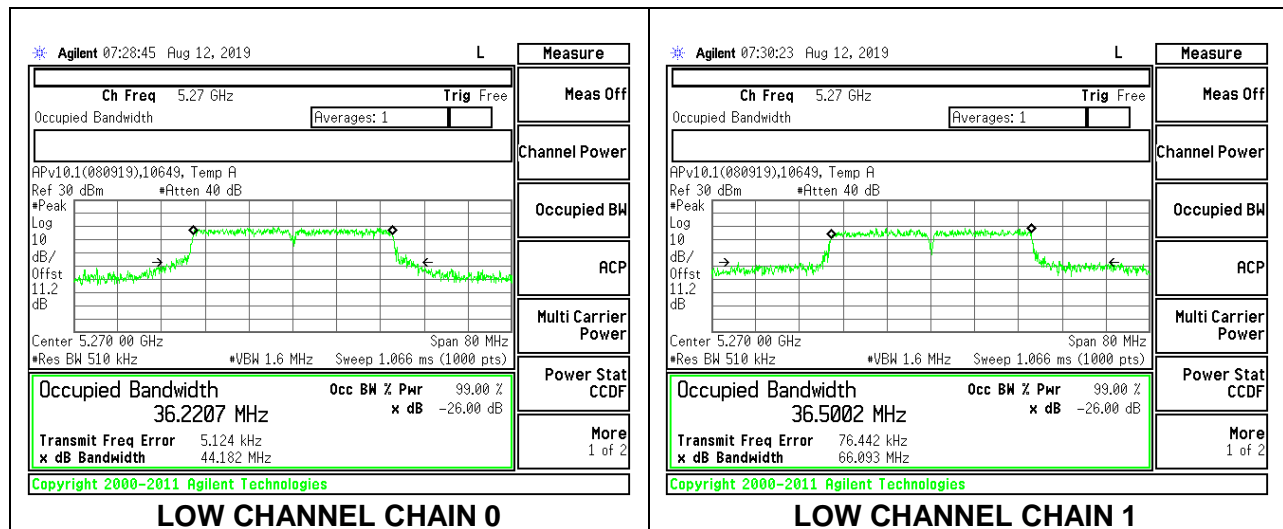 Agilent 07:28:45 Aug 12, 2019 L
Measure
Ch Freq 5.27 GHz Trig Free
Occupied Bandwidth Averages: 1
APv10.1(080919),10649, Temp A
Ref 30 dBm #Atten 40 dB
#Peak
Log
10
dB/
Offst
11.2
dB
Center 5.270 00 GHz Span 80 MHz
#Res BW 510 kHz #VBW 1.6 MHz Sweep 1.066 ms (1000 pts)
Occupied Bandwidth
36.2207 MHz
Occ BW % Pwr 99.00 %
x dB -26.00 dB
Transmit Freq Error 5.124 kHz
x dB Bandwidth 44.182 MHz
Copyright 2000-2011 Agilent Technologies
Meas Off
Channel Power
Occupied BW
ACP
Multi Carrier
Power
Power Stat
CCDF
More
1 of 2
LOW CHANNEL CHAIN 0
Agilent 07:30:23 Aug 12, 2019 L
Measure
Ch Freq 5.27 GHz Trig Free
Occupied Bandwidth Averages: 1
APv10.1(080919),10649, Temp A
Ref 30 dBm #Atten 40 dB
#Peak
Log
10
dB/
Offst
11.2
dB
Center 5.270 00 GHz Span 80 MHz
#Res BW 510 kHz #VBW 1.6 MHz Sweep 1.066 ms (1000 pts)
Occupied Bandwidth
36.5002 MHz
Occ BW % Pwr 99.00 %
x dB -26.00 dB
Transmit Freq Error 76.442 kHz
x dB Bandwidth 66.093 MHz
Copyright 2000-2011 Agilent Technologies
Meas Off
Channel Power
Occupied BW
ACP
Multi Carrier
Power
Power Stat
CCDF
More
1 of 2
LOW CHANNEL CHAIN 1